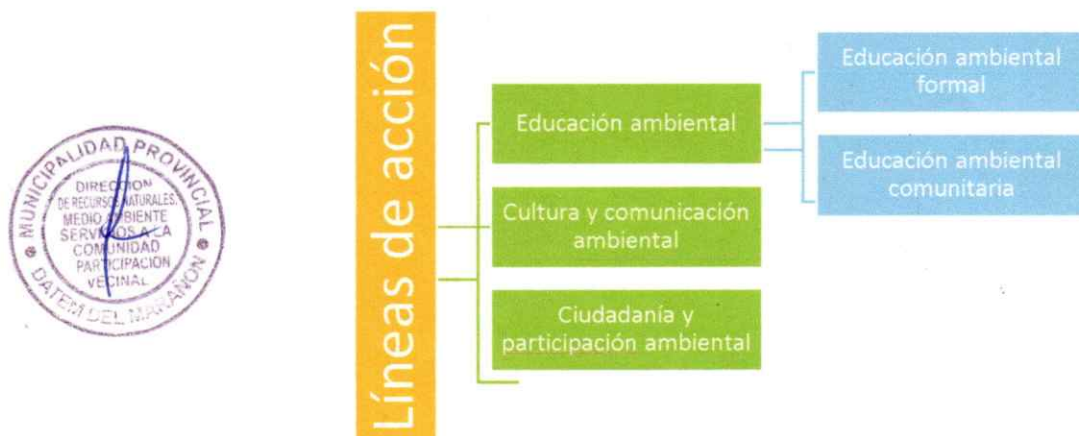 MUNICIPALIDAD PROVINCIAL
DIRECCION
DE RECURSOS NATURALES,
MEDIO AMBIENTE
SERVICIOS A LA
COMUNIDAD
PARTICIPACION
VECINAL
DATEM DEL MARAÑON
Líneas de acción
Educación ambiental
Cultura y comunicación
ambiental
Ciudadanía y
participación ambiental
Educación ambiental
formal
Educación ambiental
comunitaria